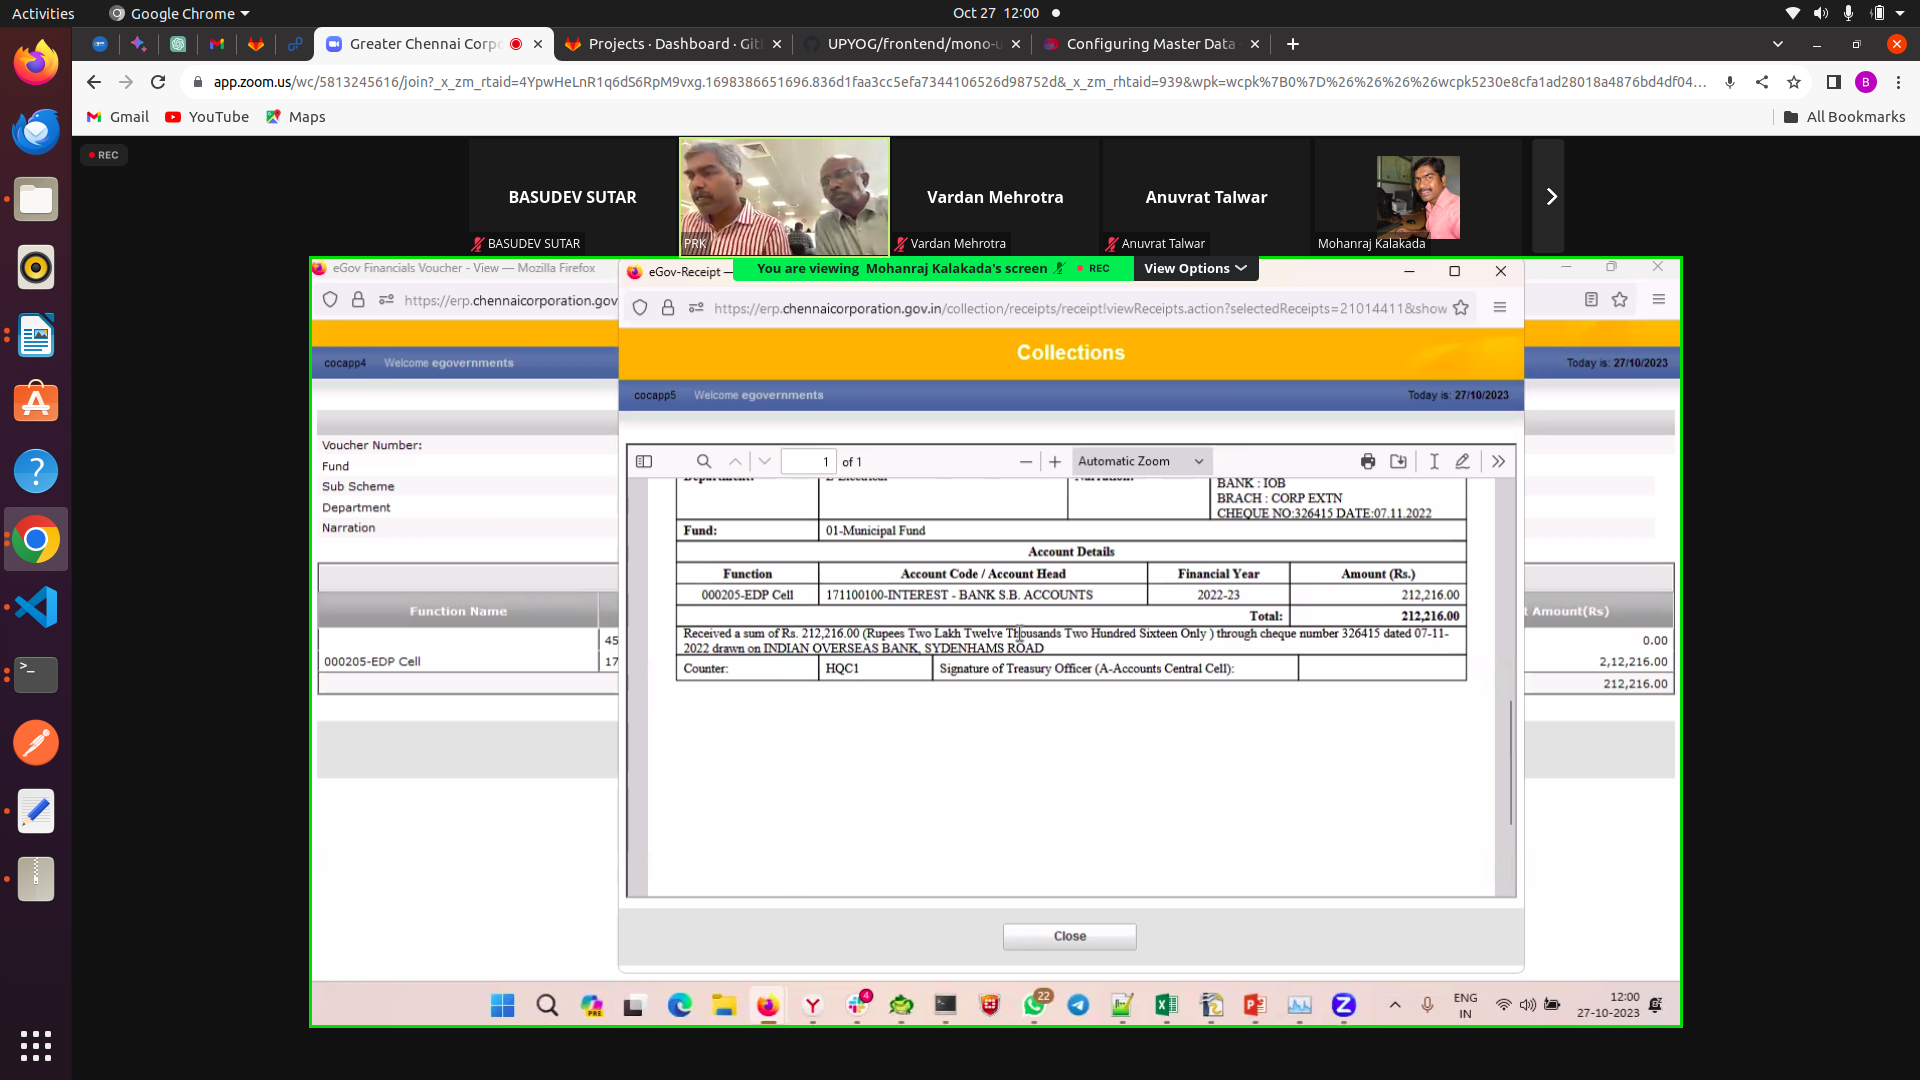 Activities
Google Chrome
Oct 27 12:00
Greater Chennai Corpo
Projects · Dashboard · Git
UPYOG/frontend/mono-u
Configuring Master Data
app.zoom.us/wc/5813245616/join?_x_zm_rtaid=4YpwHeLnR1q6dS6RpM9vxg.1698386651696.836d1faa3cc5efa7344106526d98752d&_x_zm_rhtaid=939&wpk=wcpk%7B0%7D%26%26%26%26wcpk5230e8cfa1ad28018a4876bd4df04...
B
Gmail
YouTube
Maps
All Bookmarks
REC
BASUDEV SUTAR
Vardan Mehrotra
Anuvrat Talwar
BASUDEV SUTAR
PRK
Vardan Mehrotra
Anuvrat Talwar
Mohanraj Kalakada
eGov Financials Voucher - View — Mozilla Firefox
eGov-Receipt —
You are viewing Mohanraj Kalakada's screen
REC
View Options
https://erp.chennaicorporation.gov
https://erp.chennaicorporation.gov.in/collection/receipts/receipt!viewReceipts.action?selectedReceipts=21014411&show
Collections
cocapp4
Welcome egovernments
Today is: 27/10/2023
cocapp5
Welcome egovernments
Today is: 27/10/2023
Voucher Number:
Fund
Sub Scheme
Department
Narration
Function Name
45
000205-EDP Cell
17
t Amount(Rs)
0.00
2,12,216.00
212,216.00
1 of 1
Automatic Zoom
BANK : IOB
BRACH : CORP EXTN
CHEQUE NO:326415 DATE:07.11.2022
Fund:
01-Municipal Fund
Account Details
Function
Account Code / Account Head
Financial Year
Amount (Rs.)
000205-EDP Cell
171100100-INTEREST - BANK S.B. ACCOUNTS
2022-23
212,216.00
Total:
212,216.00
Received a sum of Rs. 212,216.00 (Rupees Two Lakh Twelve Thousands Two Hundred Sixteen Only ) through cheque number 326415 dated 07-11-
2022 drawn on INDIAN OVERSEAS BANK, SYDENHAMS ROAD
Counter:
HQC1
Signature of Treasury Officer (A-Accounts Central Cell):
Close
PRE
4
22
ENG
IN
12:00
27-10-2023